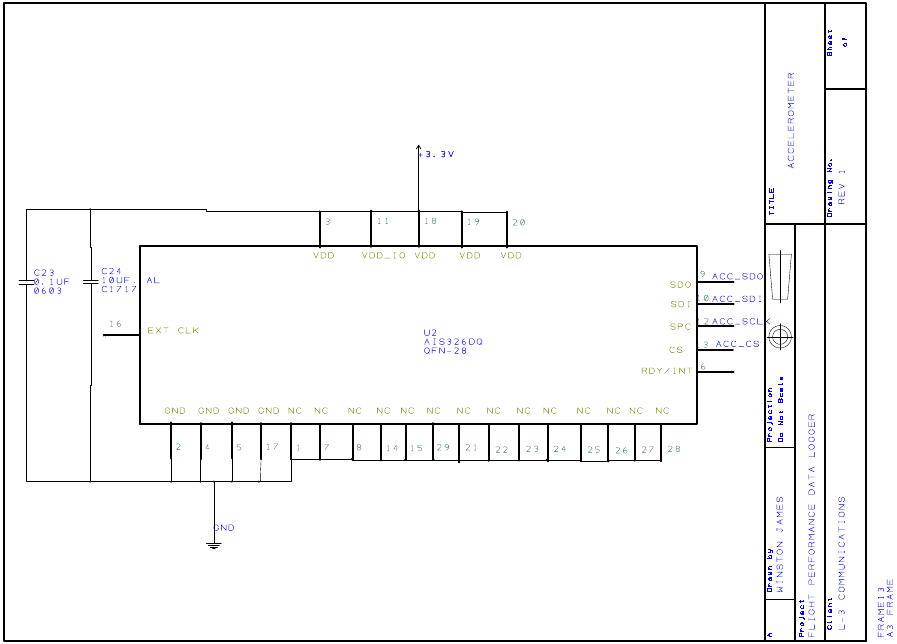 +3.3V
3 11 18 19 20
VDD VOD_IO VDD VDD VDD
C23
0.1UF
0603
C24
10UF, AL
C1717
16
EXT CLK
U2
AIS326DQ
QFN-28
SDO 9 ACC_SDO
SDI 10 ACC_SDI
SPC 12 ACC_SCLK
CS 3 ACC_CS
RDY/INT 6
GND GND GND GND NC NC NC NC NC NC NC NC NC NC NC NC NC
2 4 5 17 1 7 8 14 15 29 21 22 23 24 25 26 27 28
GND
TITLE
ACCELEROMETER
Sheet
of
Drawing No.
REV 1
Projection
Do Not Scale
Drawn by
WINSTON JAMES
A
Project
FLIGHT PERFORMANCE DATA LOGGER
Client
L-3 COMMUNICATIONS
FRAME13
A3 FRAME